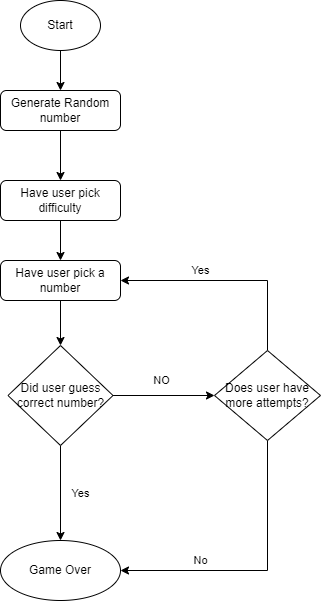 Start
Generate Random
number
Have user pick
difficulty
Have user pick a
number
Yes
Did user guess
correct number?
NO
Does user have
more attempts?
Yes
No
Game Over